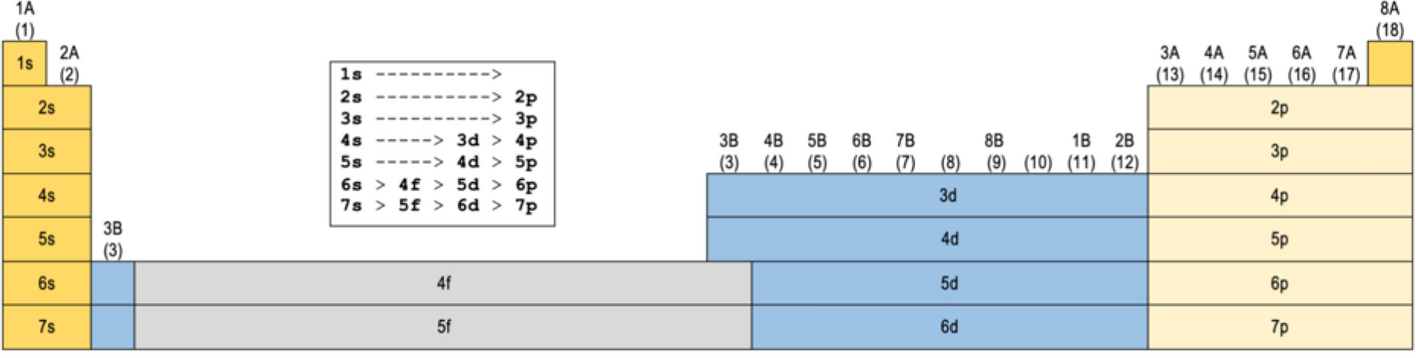 1A
(1)
2A
(2)
3B
(3)
3B
(3)
4B
(4)
5B
(5)
6B
(6)
7B
(7)
(8)
8B
(9)
(10)
1B
(11)
2B
(12)
3A
(13)
4A
(14)
5A
(15)
6A
(16)
7A
(17)
8A
(18)
1s ---------->
2s ----------> 2p
3s ----------> 3p
4s -----> 3d > 4p
5s -----> 4d > 5p
6s > 4f > 5d > 6p
7s > 5f > 6d > 7p
1s
2s 2p
3s 3p
4s 3d 4p
5s 4d 5p
6s 4f 5d 6p
7s 5f 6d 7p